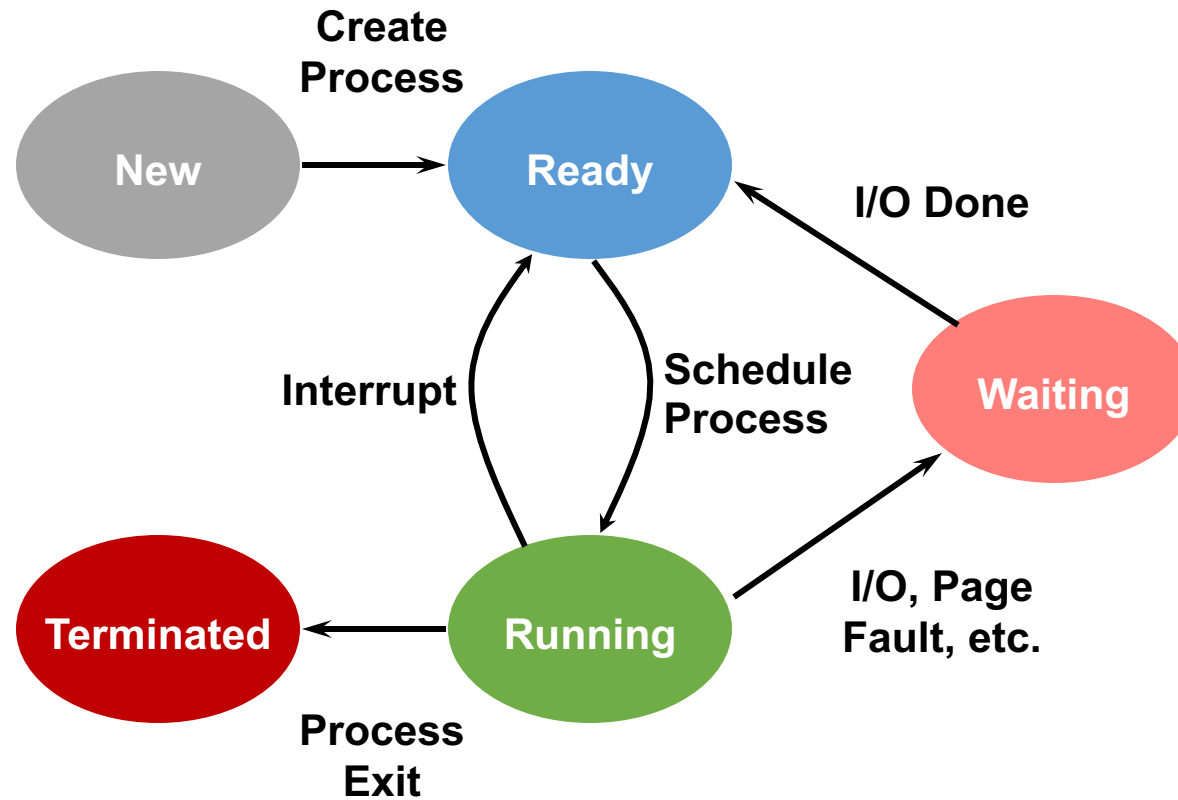 Create
Process
New
Ready
I/O Done
Interrupt
Schedule
Process
Waiting
Terminated
Running
I/O, Page
Fault, etc.
Process
Exit